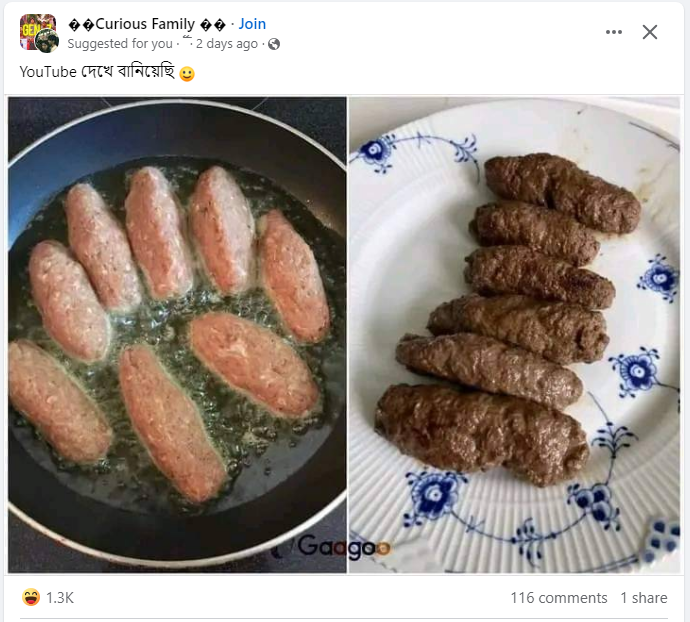 ��Curious Family �� · Join
Suggested for you · 2 days ago ·
YouTube দেখে বানিয়েছি 🙂
Gaagoo
1.3K 116 comments 1 share